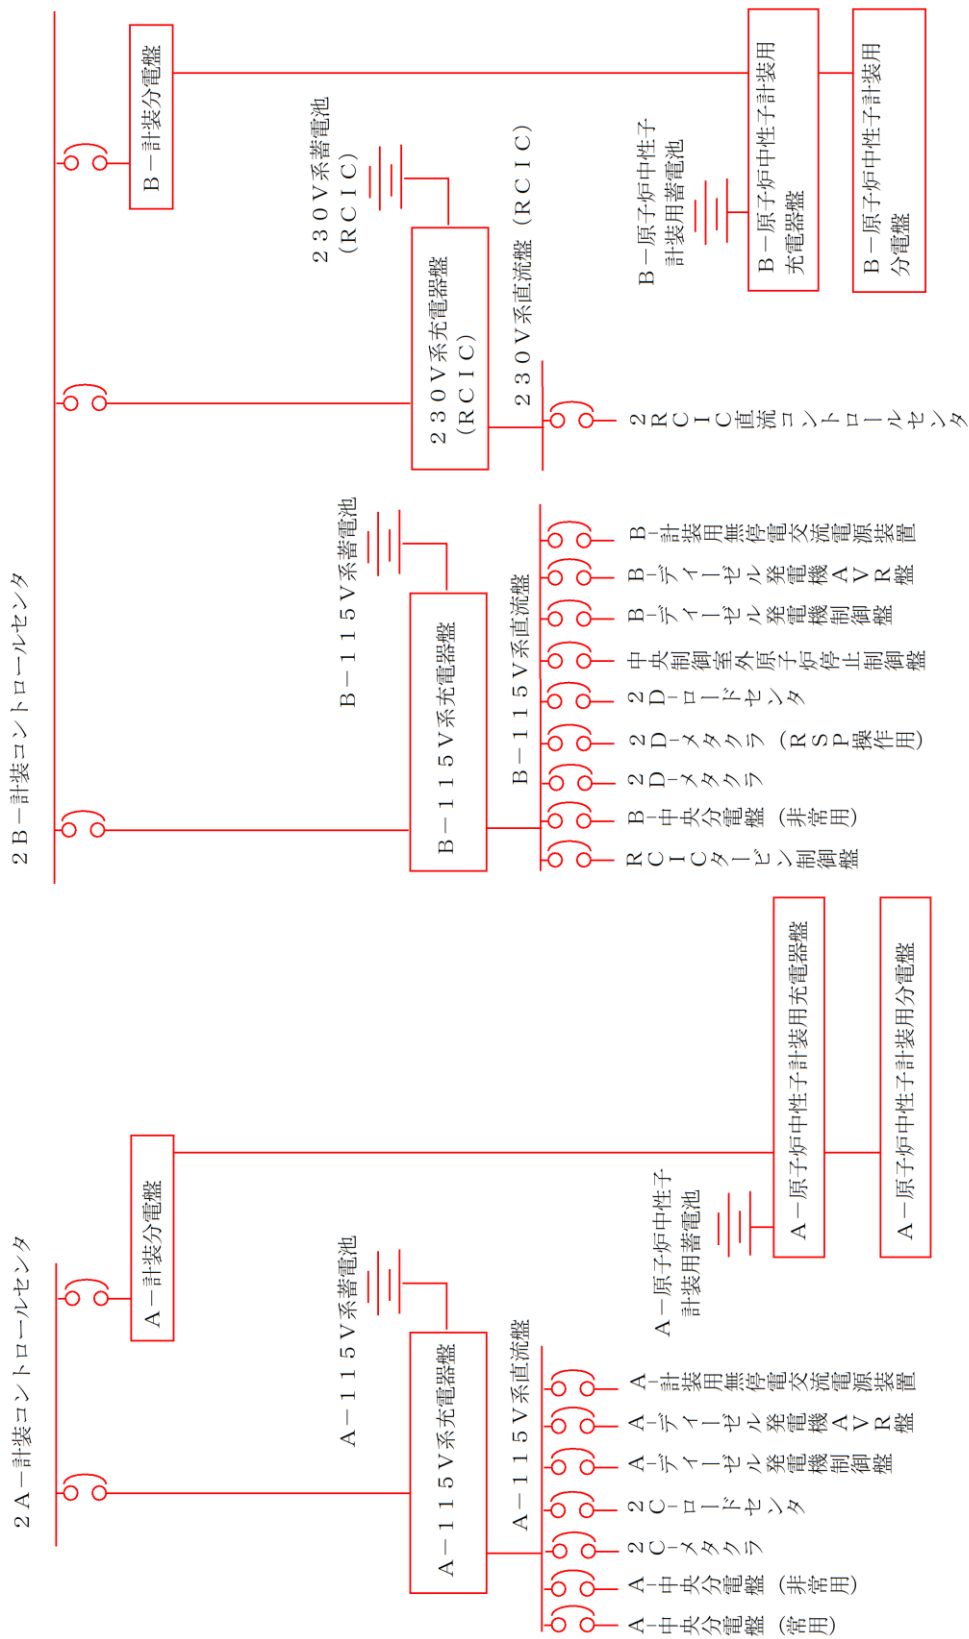 2A－計装コントロールセンタ
A－計装分電盤
A－115V系蓄電池
A－115V系充電器盤
A－115V系直流盤
A-中央分電盤（常用）
A-中央分電盤（非常用）
2C-メタクラ
2C-ロードセンタ
A-ディーゼル発電機制御盤
A-ディーゼル発電機AVR盤
A-計装用無停電交流電源装置
A－原子炉中性子
計装用蓄電池
A－原子炉中性子計装用充電器盤
A－原子炉中性子計装用分電盤
2B－計装コントロールセンタ
B－計装分電盤
B－115V系蓄電池
B－115V系充電器盤
B－115V系直流盤
RCICタービン制御盤
B-中央分電盤（非常用）
2D-メタクラ
2D-メタクラ（RSP操作用）
2D-ロードセンタ
中央制御室外原子炉停止制御盤
B-ディーゼル発電機制御盤
B-ディーゼル発電機AVR盤
B-計装用無停電交流電源装置
230V系蓄電池
（RCIC）
230V系充電器盤
（RCIC）
230V系直流盤（RCIC）
2RCIC直流コントロールセンタ
B－原子炉中性子
計装用蓄電池
B－原子炉中性子計装用
充電器盤
B－原子炉中性子計装用
分電盤